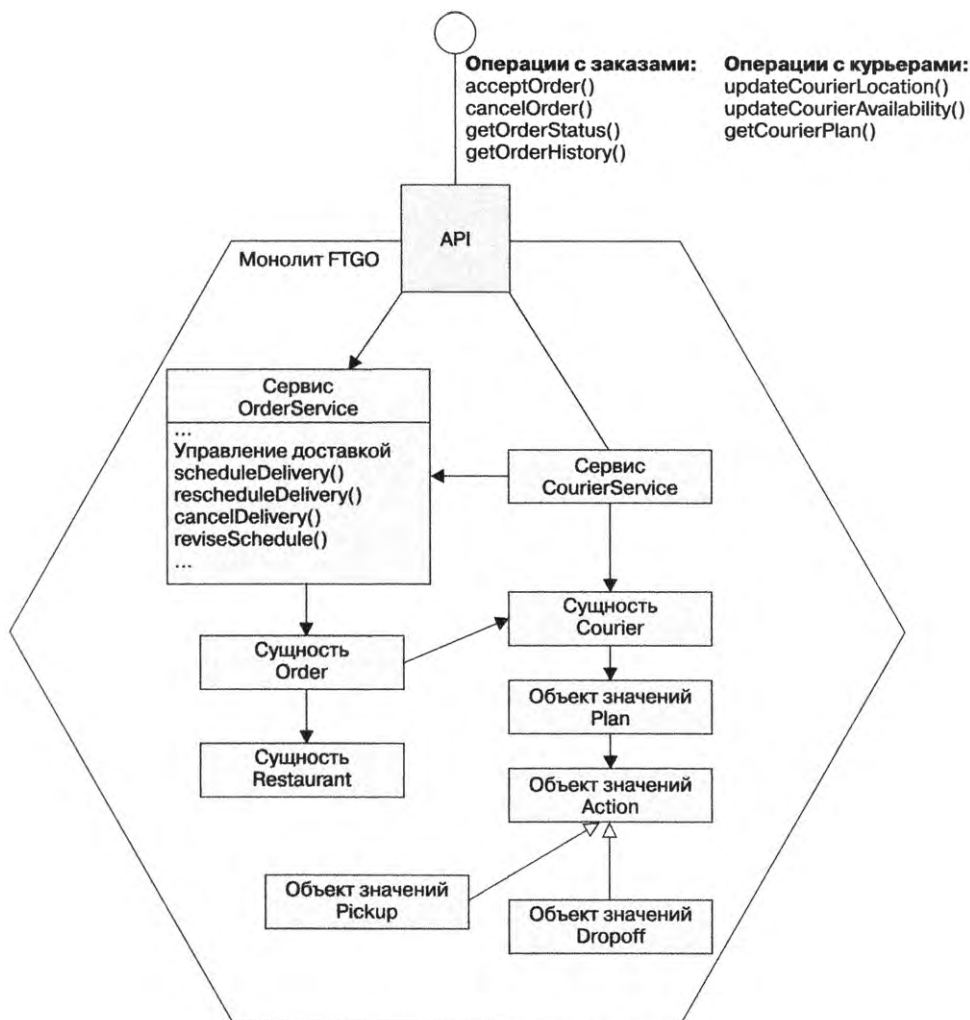 Операции с заказами:
acceptOrder()
cancelOrder()
getOrderStatus()
getOrderHistory()
Операции с курьерами:
updateCourierLocation()
updateCourierAvailability()
getCourierPlan()
API
Монолит FTGO
Сервис
OrderService
...
Управление доставкой
scheduleDelivery()
rescheduleDelivery()
cancelDelivery()
reviseSchedule()
...
Сервис
CourierService
Сущность
Order
Сущность
Courier
Объект значений
Plan
Сущность
Restaurant
Объект значений
Action
Объект значений
Pickup
Объект значений
Dropoff